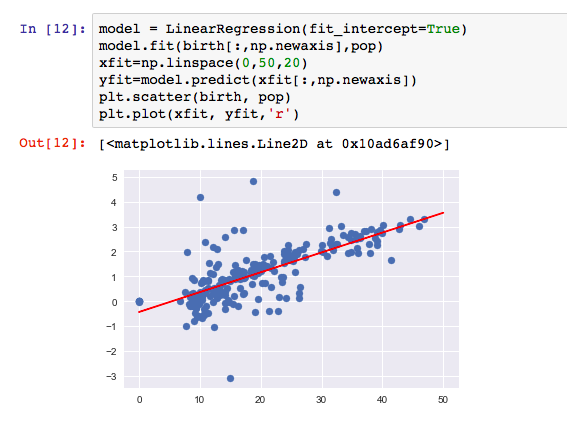 In [12]: model = LinearRegression(fit_intercept=True)
model.fit(birth[:,np.newaxis],pop)
xfit=np.linspace(0,50,20)
yfit=model.predict(xfit[:,np.newaxis])
plt.scatter(birth, pop)
plt.plot(xfit, yfit,'r')
Out[12]: [<matplotlib.lines.Line2D at 0x10ad6af90>]
5
4
3
2
1
0
−1
−2
−3
0 10 20 30 40 50